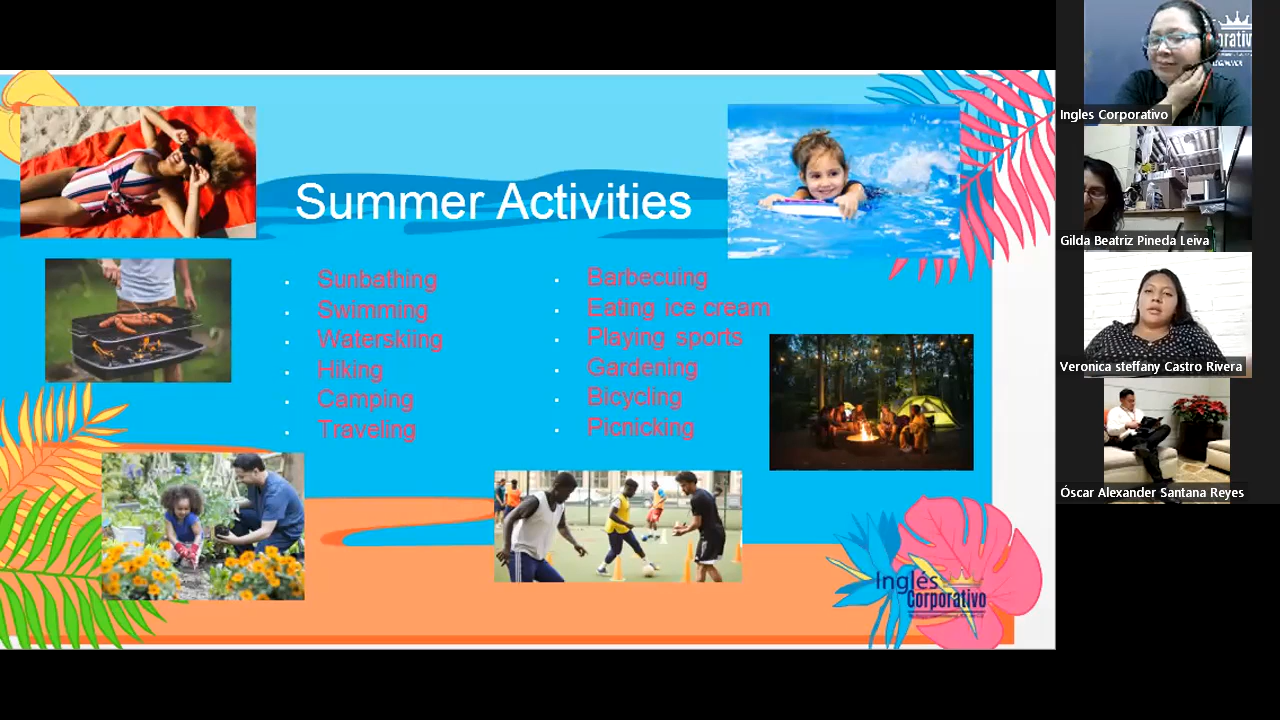 Summer Activities
Sunbathing
Swimming
Waterskiing
Hiking
Camping
Traveling
Barbecuing
Eating ice cream
Playing sports
Gardening
Bicycling
Picnicking
Inglés
Corporativo
Ingles Corporativo
Gilda Beatriz Pineda Leiva
Veronica steffany Castro Rivera
Óscar Alexander Santana Reyes